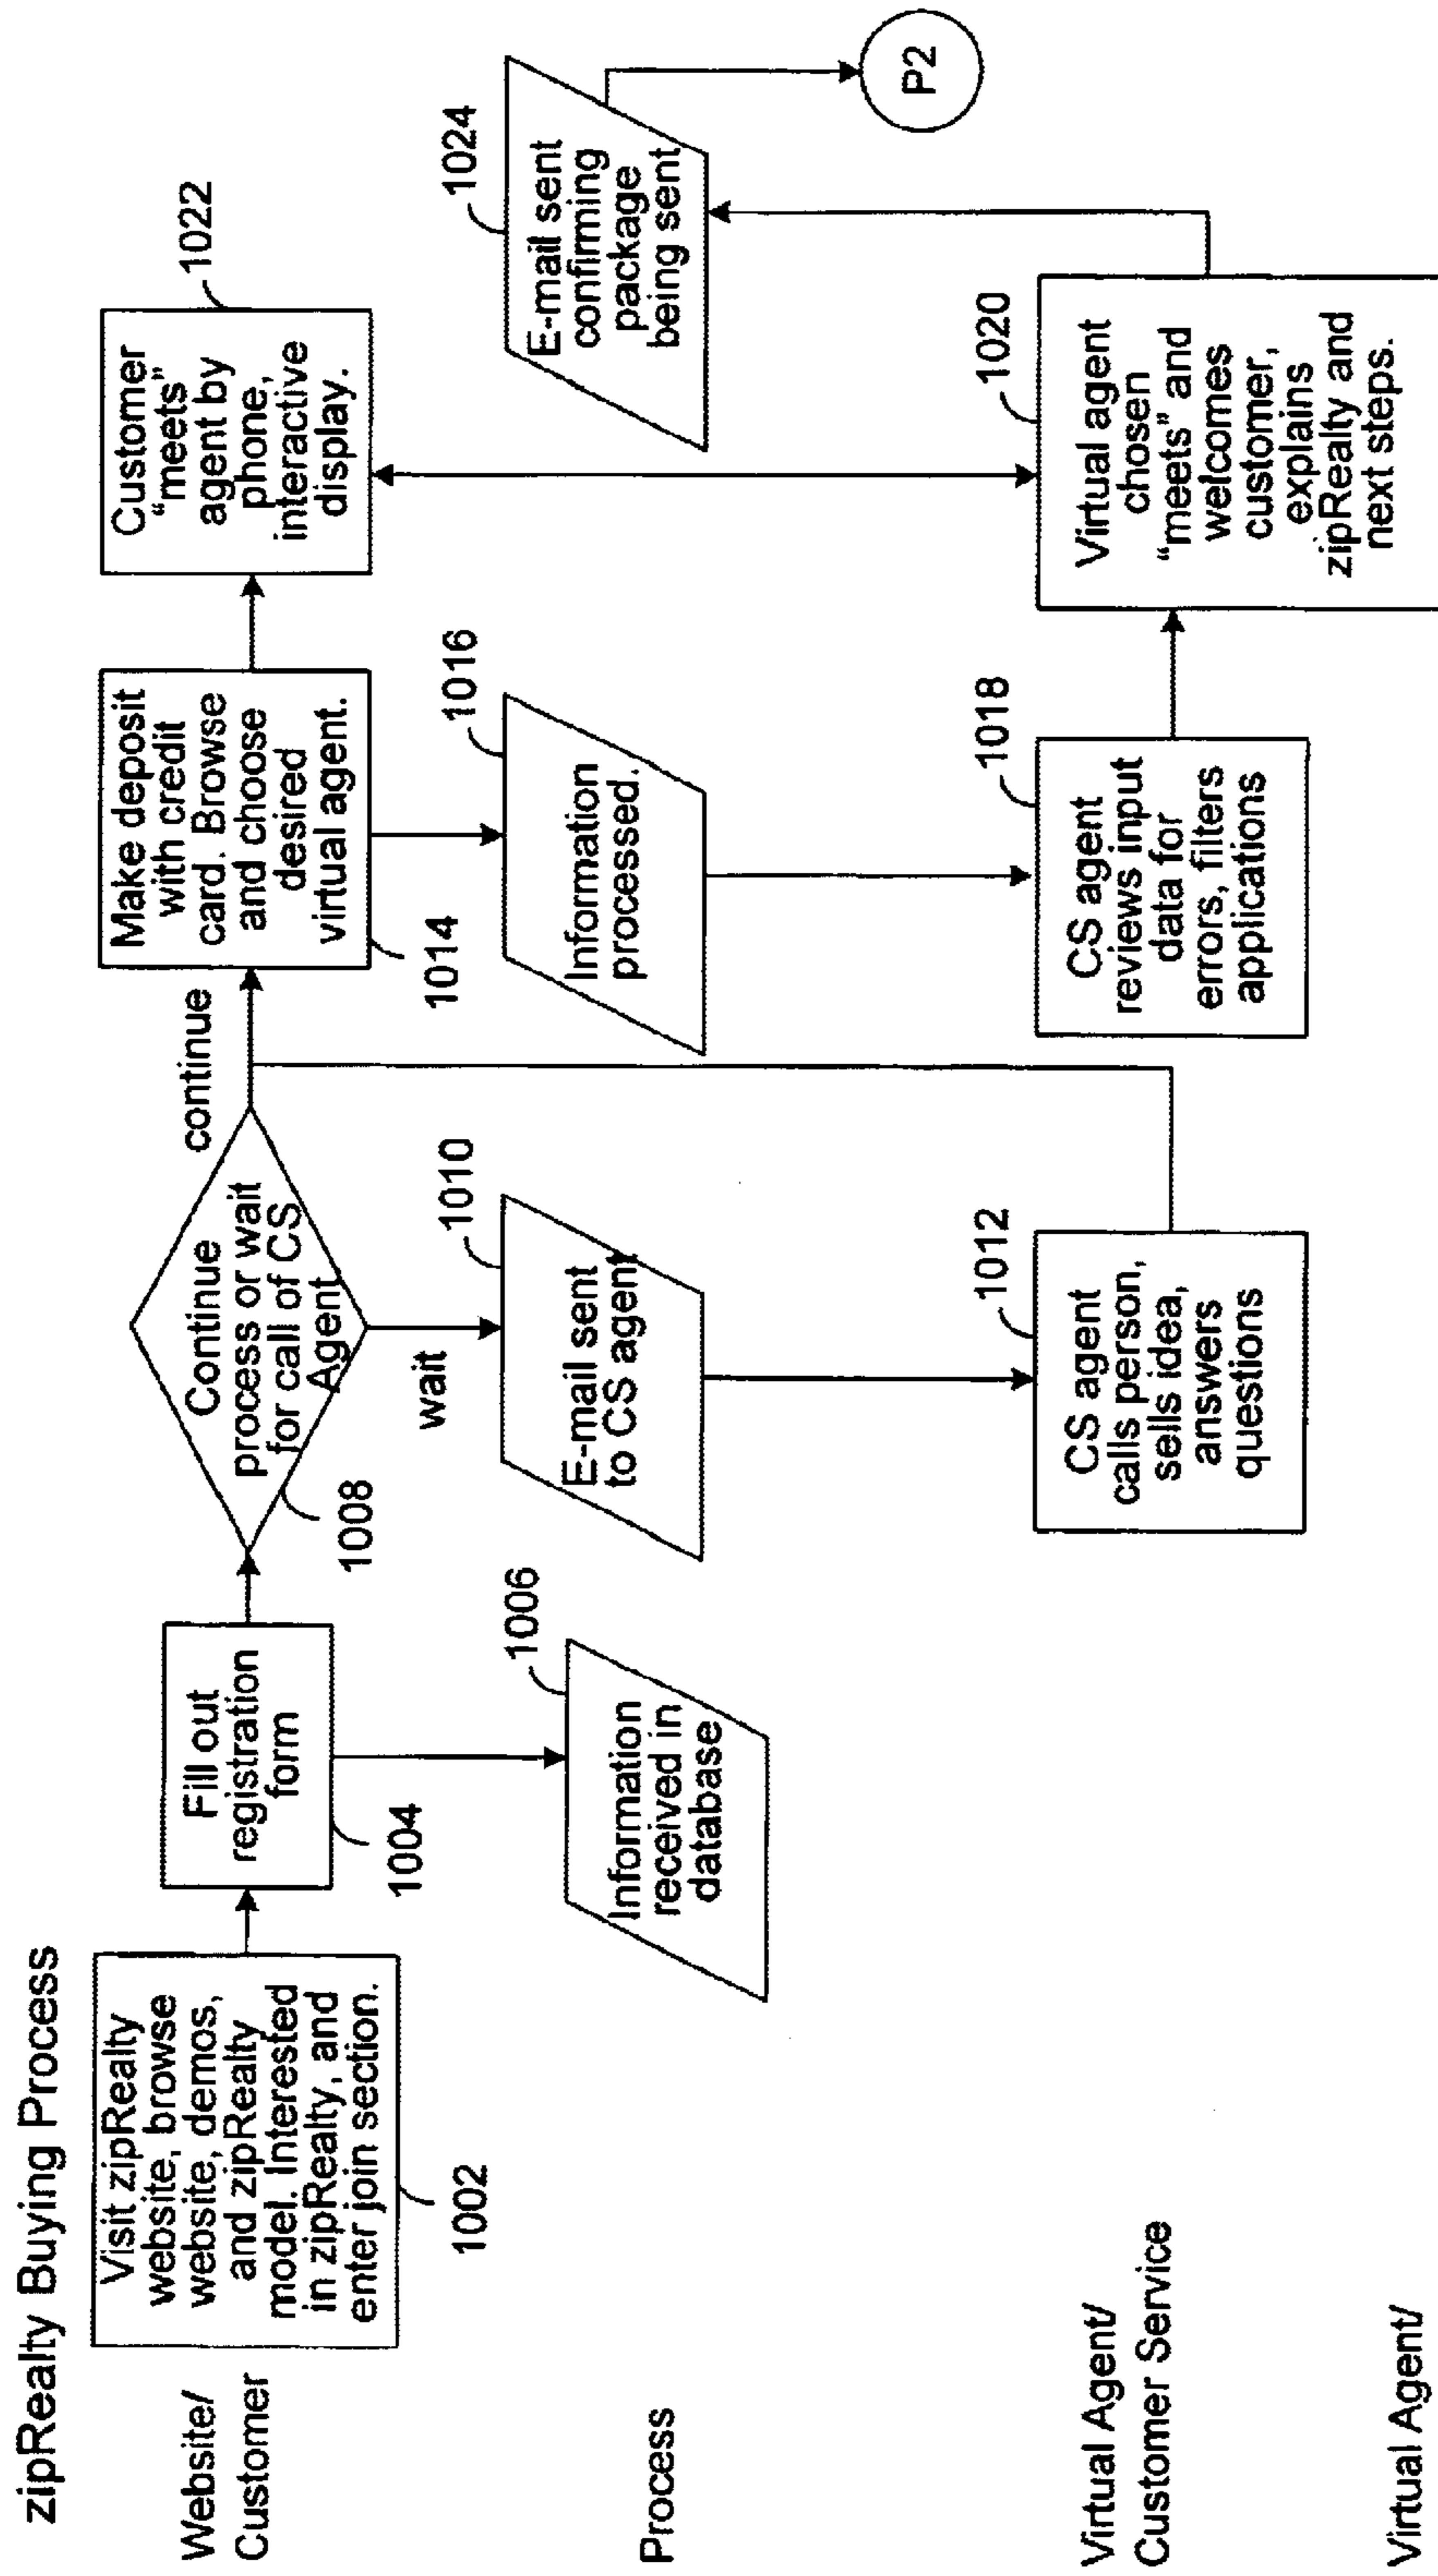 zipRealty Buying Process
Website/
Customer
Visit zipRealty
website, browse
website, demos,
and zipRealty
model. Interested
in zipRealty, and
enter join section.
1002
Fill out
registration
form
1004
Continue
process or wait
for call of CS
Agent
1008
continue
wait
Make deposit
with credit
card. Browse
and choose
desired
virtual agent.
1014
Customer
“meets”
agent by
phone,
interactive
display.
1022
Process
Information
received in
database
1006
E-mail sent
to CS agent
1010
Information
processed.
1016
E-mail sent
confirming
package
being sent
1024
P2
Virtual Agent/
Customer Service
CS agent
calls person,
sells idea,
answers
questions
1012
CS agent
reviews input
data for
errors, filters
applications
1018
Virtual agent
chosen
“meets” and
welcomes
customer,
explains
zipRealty and
next steps.
1020
Virtual Agent/